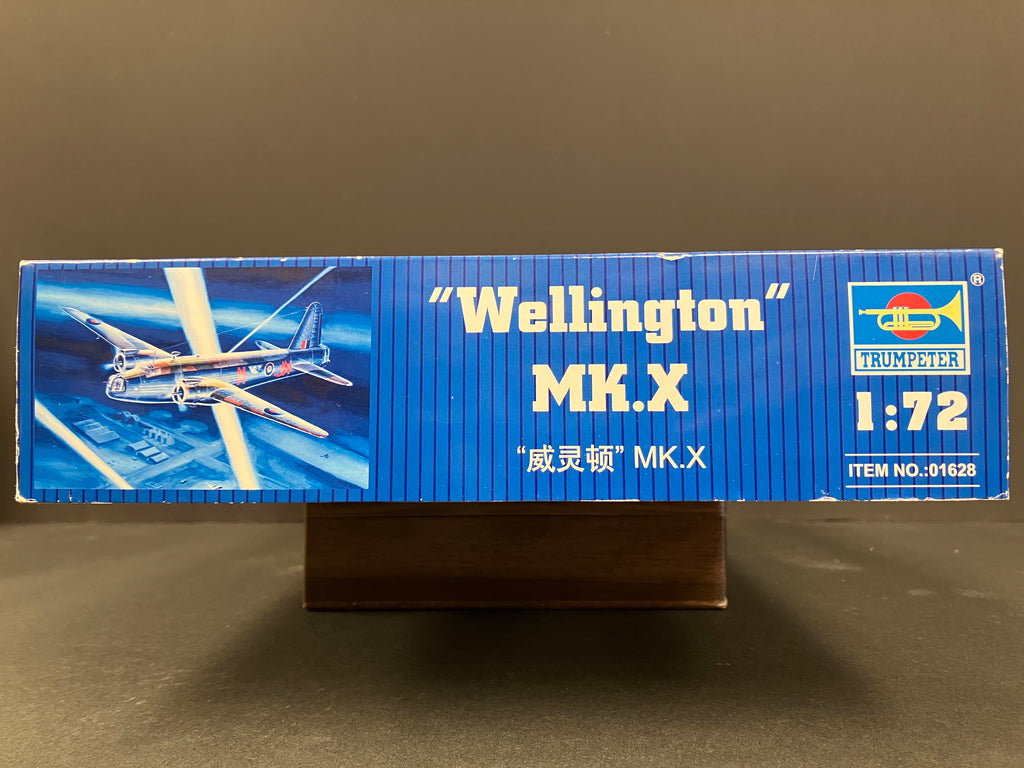 "Wellington"
MK.X
“威灵顿” MK.X
®
TRUMPETER
1:72
ITEM NO.:01628